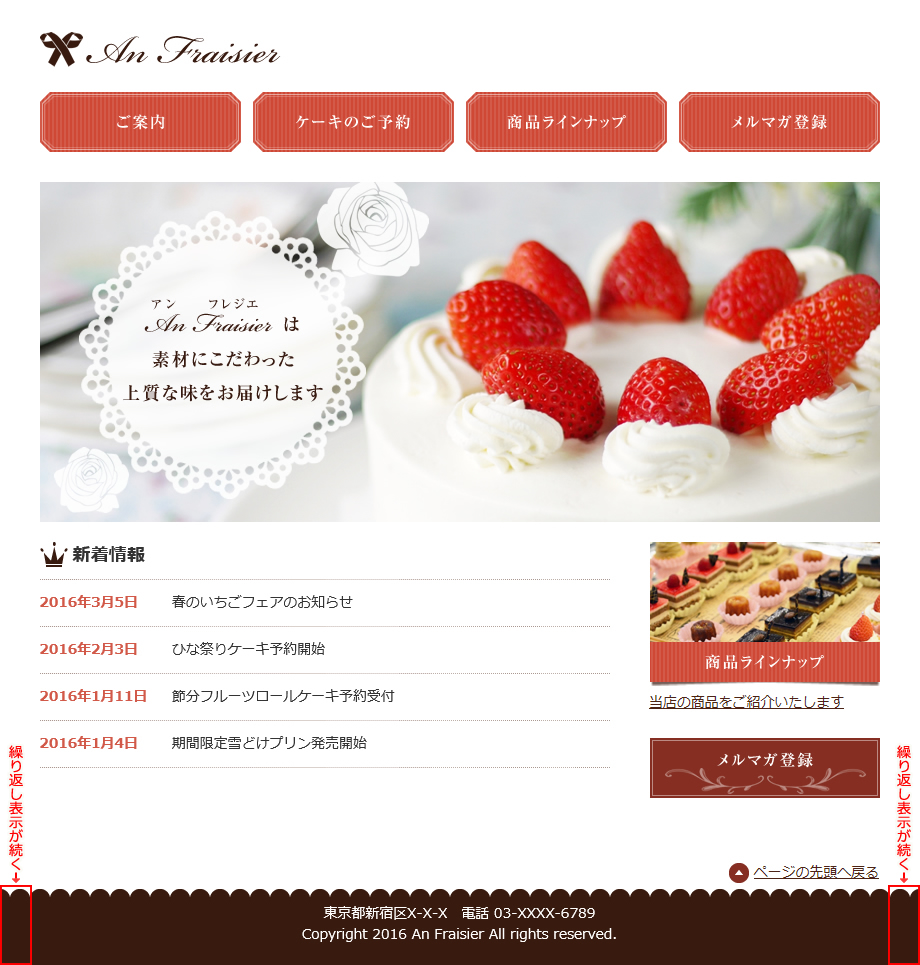 An Fraisier
ご案内
ケーキのご予約
商品ラインナップ
メルマガ登録
アン フレジエ
An Fraisier は
素材にこだわった
上質な味をお届けします
新着情報
2016年3月5日 春のいちごフェアのお知らせ
2016年2月3日 ひな祭りケーキ予約開始
2016年1月11日 節分フルーツロールケーキ予約受付
2016年1月4日 期間限定雪どけプリン発売開始
商品ラインナップ
当店の商品をご紹介いたします
メルマガ登録
繰り返し表示が続く→
繰り返し表示が続く→
ページの先頭へ戻る
東京都新宿区X-X-X　電話 03-XXXX-6789
Copyright 2016 An Fraisier All rights reserved.